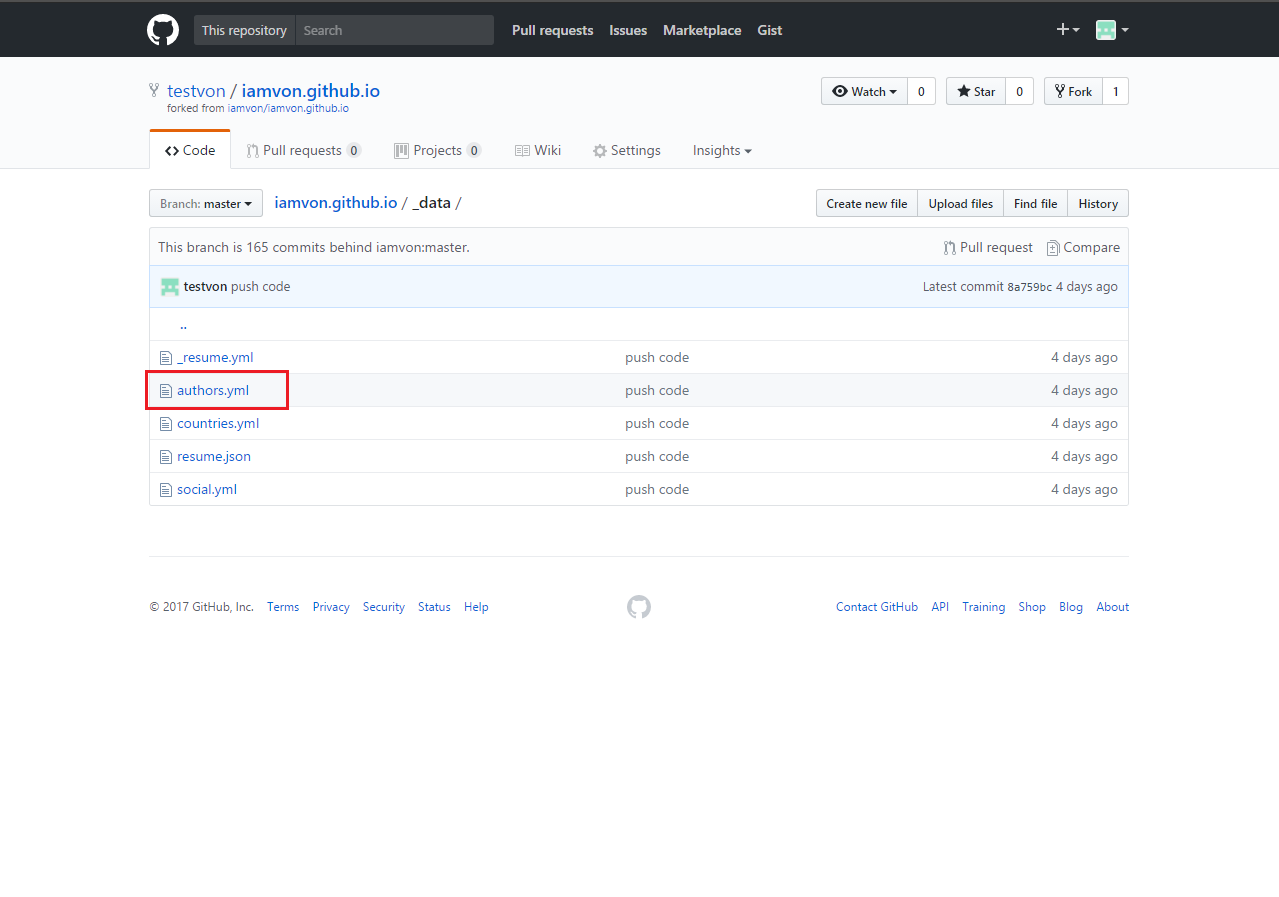 This repository Search Pull requests Issues Marketplace Gist
testvon / iamvon.github.io Watch 0 Star 0 Fork 1
forked from iamvon/iamvon.github.io
Code Pull requests 0 Projects 0 Wiki Settings Insights
Branch: master iamvon.github.io / _data / Create new file Upload files Find file History
This branch is 165 commits behind iamvon:master. Pull request Compare
testvon push code Latest commit 8a759bc 4 days ago
..
_resume.yml push code 4 days ago
authors.yml push code 4 days ago
countries.yml push code 4 days ago
resume.json push code 4 days ago
social.yml push code 4 days ago
© 2017 GitHub, Inc. Terms Privacy Security Status Help Contact GitHub API Training Shop Blog About